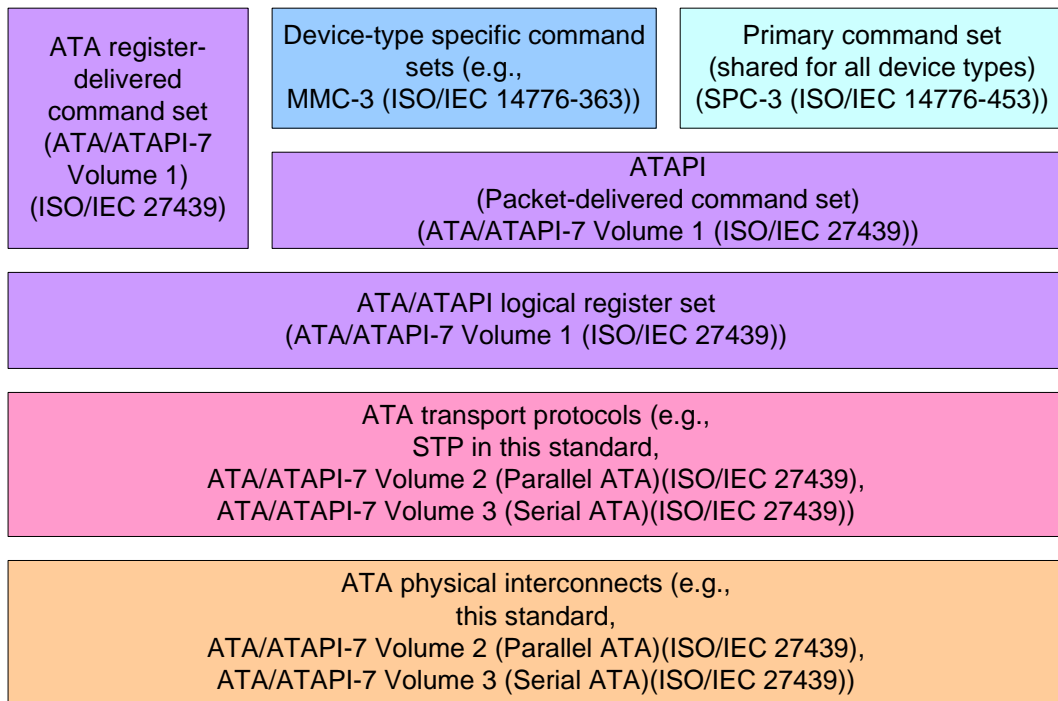 ATA register-
delivered
command set
(ATA/ATAPI-7
Volume 1)
(ISO/IEC 27439)
Device-type specific command
sets (e.g.,
MMC-3 (ISO/IEC 14776-363))
Primary command set
(shared for all device types)
(SPC-3 (ISO/IEC 14776-453))
ATAPI
(Packet-delivered command set)
(ATA/ATAPI-7 Volume 1 (ISO/IEC 27439))
ATA/ATAPI logical register set
(ATA/ATAPI-7 Volume 1 (ISO/IEC 27439))
ATA transport protocols (e.g.,
STP in this standard,
ATA/ATAPI-7 Volume 2 (Parallel ATA)(ISO/IEC 27439),
ATA/ATAPI-7 Volume 3 (Serial ATA)(ISO/IEC 27439))
ATA physical interconnects (e.g.,
this standard,
ATA/ATAPI-7 Volume 2 (Parallel ATA)(ISO/IEC 27439),
ATA/ATAPI-7 Volume 3 (Serial ATA)(ISO/IEC 27439))